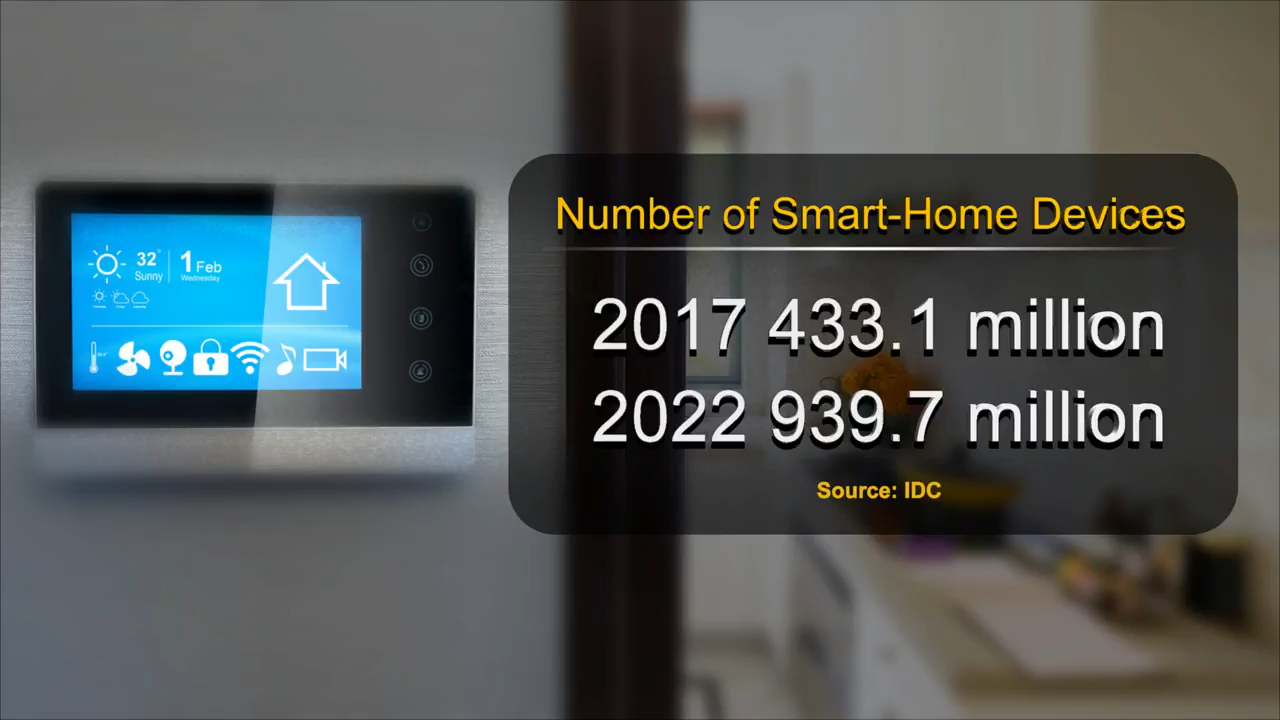 Number of Smart-Home Devices
2017 433.1 million
2022 939.7 million
Source: IDC
32°
Sunny
1 Feb
Wednesday